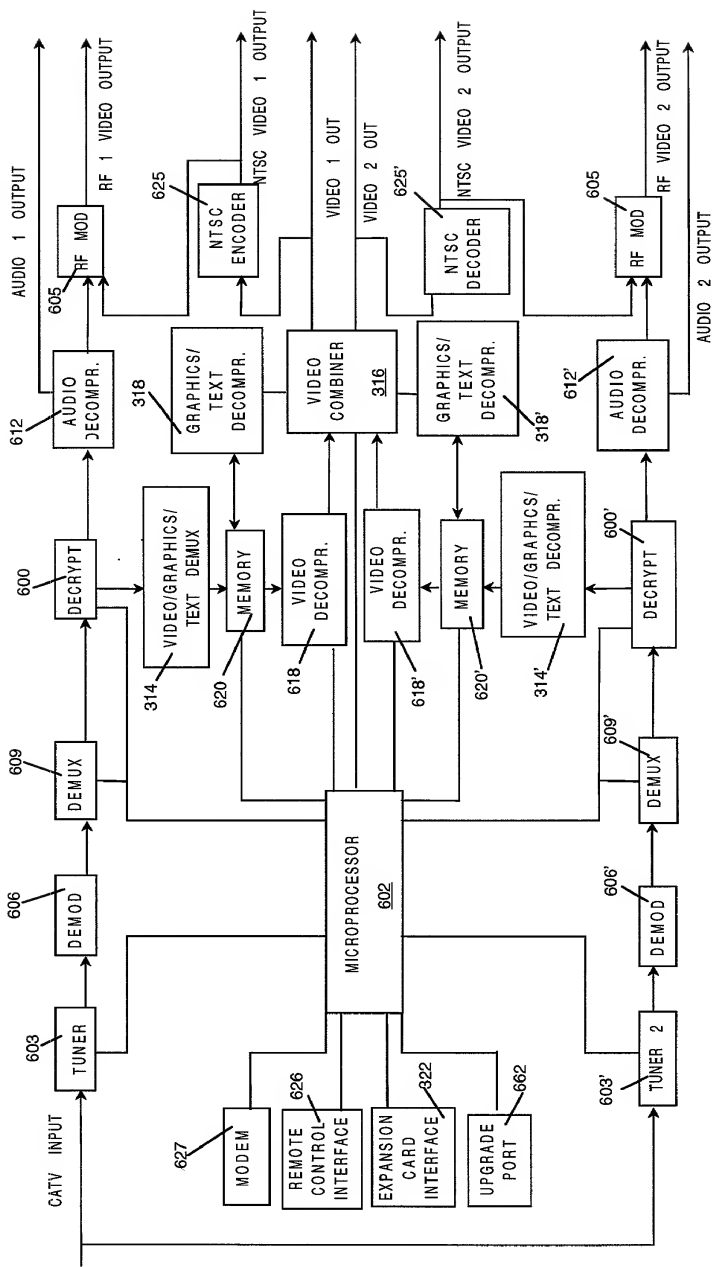 CATV INPUT
603
TUNER
606
DEMOD
609
DEMUX
600
DECRYPT
612
AUDIO
DECOMPR.
605
RF MOD
AUDIO 1 OUTPUT
RF 1 VIDEO OUTPUT
314
VIDEO/GRAPHICS/
TEXT DEMUX
620
MEMORY
618
VIDEO
DECOMPR.
318
GRAPHICS/
TEXT
DECOMPR.
625
NTSC
ENCODER
NTSC VIDEO 1 OUTPUT
VIDEO
COMBINER
316
VIDEO 1 OUT
VIDEO 2 OUT
627
MODEM
626
REMOTE
CONTROL
INTERFACE
322
EXPANSION
CARD
INTERFACE
662
UPGRADE
PORT
MICROPROCESSOR
602
618'
VIDEO
DECOMPR.
620'
MEMORY
314'
VIDEO/GRAPHICS/
TEXT DECOMPR.
GRAPHICS/
TEXT
DECOMPR.
318'
625'
NTSC
DECODER
NTSC VIDEO 2 OUTPUT
603'
TUNER 2
606'
DEMOD
609'
DEMUX
600'
DECRYPT
612'
AUDIO
DECOMPR.
605
RF MOD
RF VIDEO 2 OUTPUT
AUDIO 2 OUTPUT